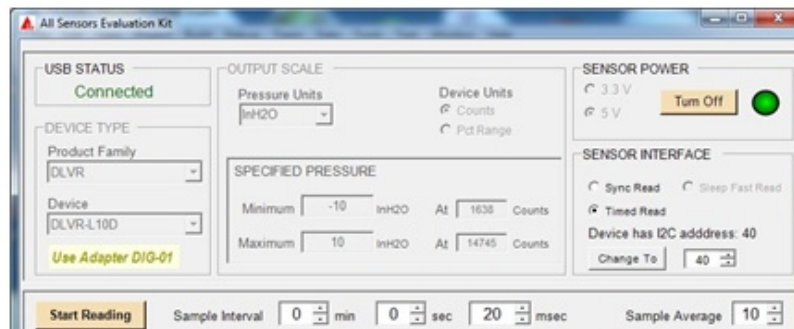 All Sensors Evaluation Kit
USB STATUS
Connected
DEVICE TYPE
Product Family
DLVR
Device
DLVR-L10D
Use Adapter DIG-01
OUTPUT SCALE
Pressure Units
InH2O
Device Units
Counts
Pct Range
SPECIFIED PRESSURE
Minimum -10 InH2O At 1638 Counts
Maximum 10 InH2O At 14745 Counts
SENSOR POWER
3.3 V
5 V
Turn Off
SENSOR INTERFACE
Sync Read Sleep Fast Read
Timed Read
Device has I2C adddress: 40
Change To 40
Start Reading Sample Interval 0 min 0 sec 20 msec Sample Average 10